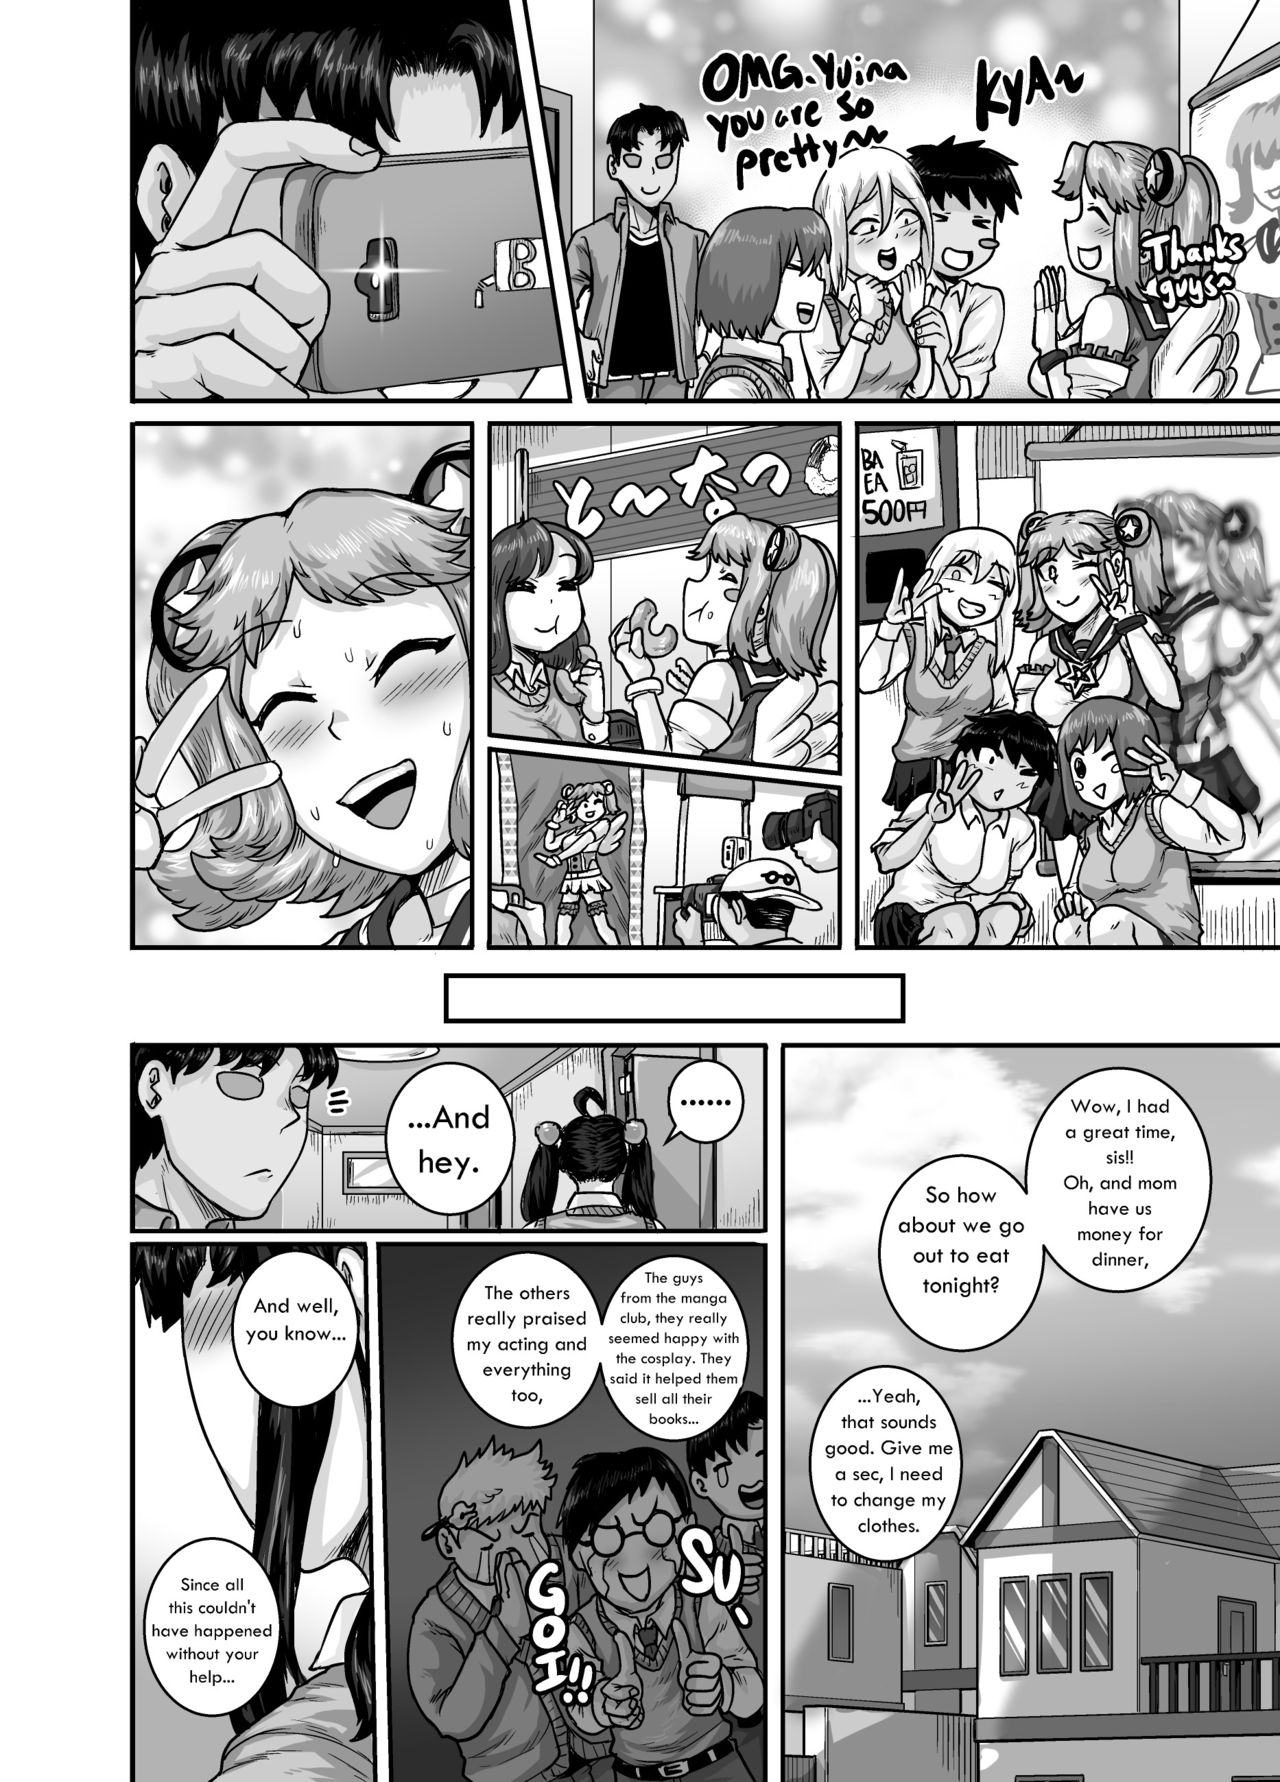 KyA~
OMG. Yuina
you are so
pretty~~
Thanks
guys~
B
BA
EA
500円
と〜なつ
Wow, I had
a great time,
sis!!
Oh, and mom
have us
money for
dinner,
So how
about we go
out to eat
tonight?
...Yeah,
that sounds
good. Give me
a sec, I need
to change my
clothes.
......
...And
hey.
The guys
from the manga
club, they really
seemed happy with
the cosplay. They
said it helped them
sell all their
books...
The others
really praised
my acting and
everything
too,
SU,
GOI!!
And well,
you know...
Since all
this couldn't
have happened
without your
help...